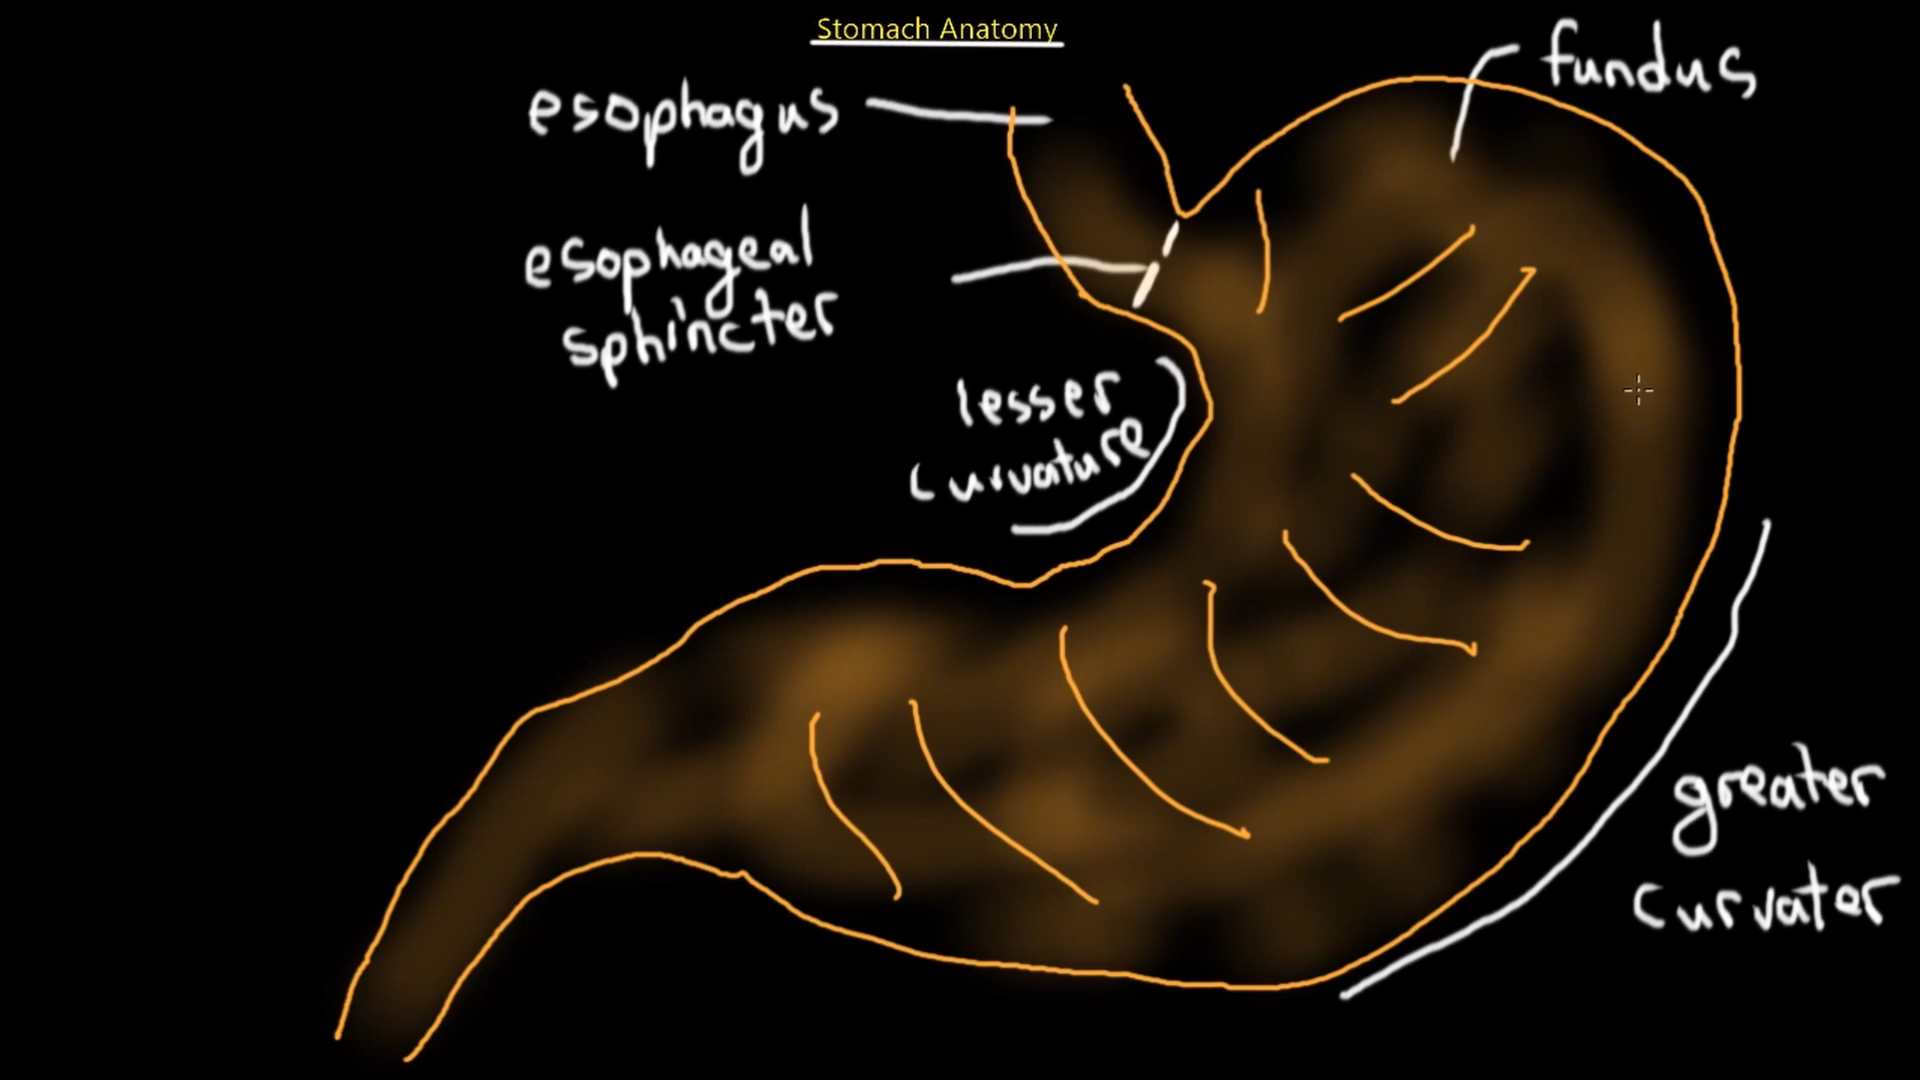 Stomach Anatomy
fundus
esophagus
esophageal
sphincter
lesser
curvature
greater
curvater